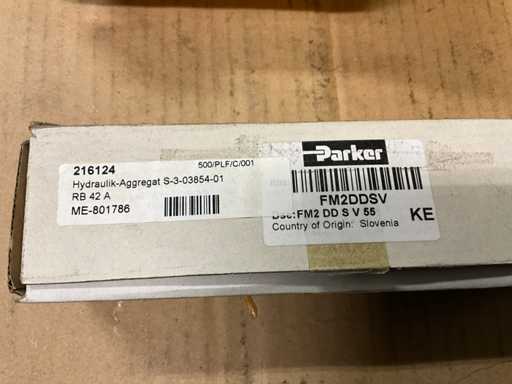 500/PLF/C/001
216124
Hydraulik-Aggregat S-3-03854-01
RB 42 A
ME-801786
Parker
FM2DDSV
Dsc:FM2 DD S V 55
Country of Origin: Slovenia
KE